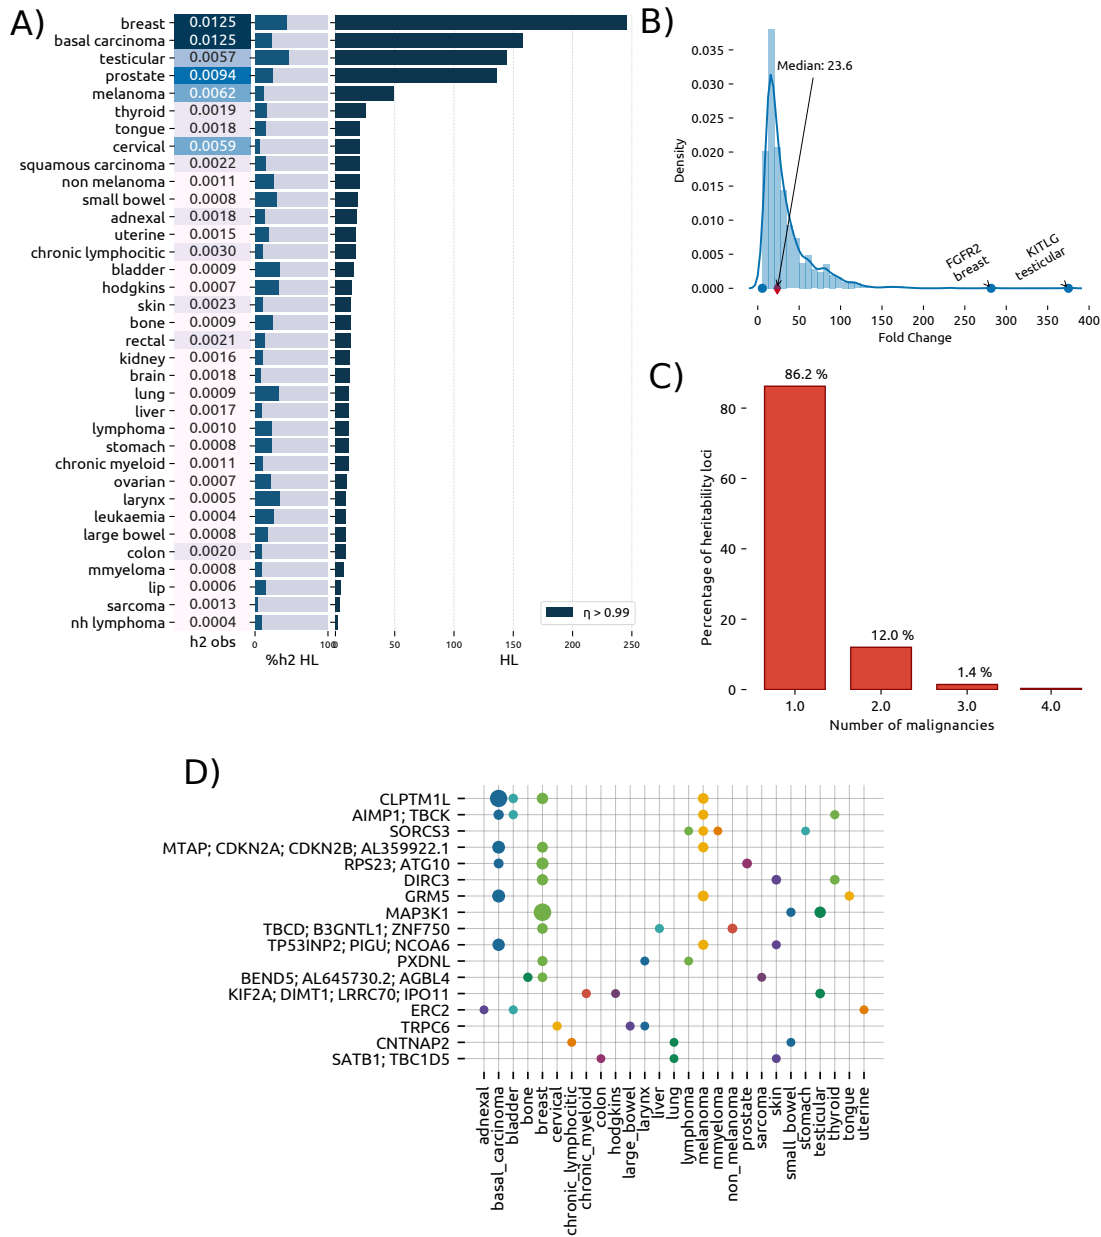 A)
breast 0.0125
basal carcinoma 0.0125
testicular 0.0057
prostate 0.0094
melanoma 0.0062
thyroid 0.0019
tongue 0.0018
cervical 0.0059
squamous carcinoma 0.0022
non melanoma 0.0011
small bowel 0.0008
adnexal 0.0018
uterine 0.0015
chronic lymphocitic 0.0030
bladder 0.0009
hodgkins 0.0007
skin 0.0023
bone 0.0009
rectal 0.0021
kidney 0.0016
brain 0.0018
lung 0.0009
liver 0.0017
lymphoma 0.0010
stomach 0.0008
chronic myeloid 0.0011
ovarian 0.0007
larynx 0.0005
leukaemia 0.0004
large bowel 0.0008
colon 0.0020
mmyeloma 0.0008
lip 0.0006
sarcoma 0.0013
nh lymphoma 0.0004
η > 0.99
h2 obs
0 100
%h2 HL
0 50 100 150 200 250
HL
B)
0.035
0.030
0.025
0.020
0.015
0.010
0.005
0.000
Density
Median: 23.6
FGFR2
breast
KITLG
testicular
0 50 100 150 200 250 300 350 400
Fold Change
C)
86.2 %
12.0 %
1.4 %
80
60
40
20
0
Percentage of heritability loci
1.0 2.0 3.0 4.0
Number of malignancies
D)
CLPTM1L
AIMP1; TBCK
SORCS3
MTAP; CDKN2A; CDKN2B; AL359922.1
RPS23; ATG10
DIRC3
GRM5
MAP3K1
TBCD; B3GNTL1; ZNF750
TP53INP2; PIGU; NCOA6
PXDNL
BEND5; AL645730.2; AGBL4
KIF2A; DIMT1; LRRC70; IPO11
ERC2
TRPC6
CNTNAP2
SATB1; TBC1D5
adnexal
basal_carcinoma
bladder
bone
breast
cervical
chronic_lymphocitic
chronic_myeloid
colon
hodgkins
large_bowel
larynx
liver
lung
lymphoma
melanoma
mmyeloma
non_melanoma
prostate
sarcoma
skin
small_bowel
stomach
testicular
thyroid
tongue
uterine